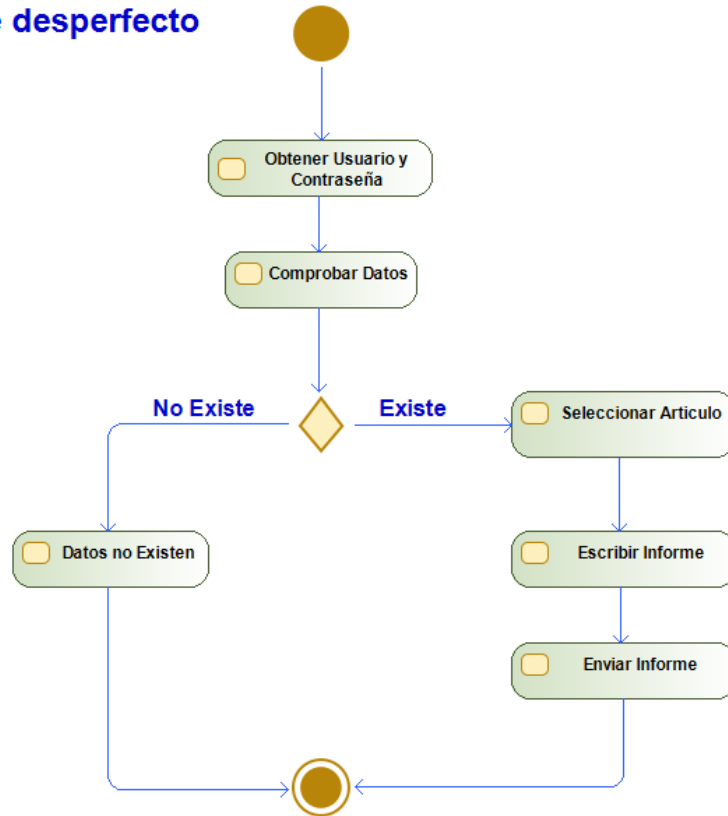 e desperfecto
Obtener Usuario y
Contraseña
Comprobar Datos
No Existe
Existe
Seleccionar Articulo
Datos no Existen
Escribir Informe
Enviar Informe